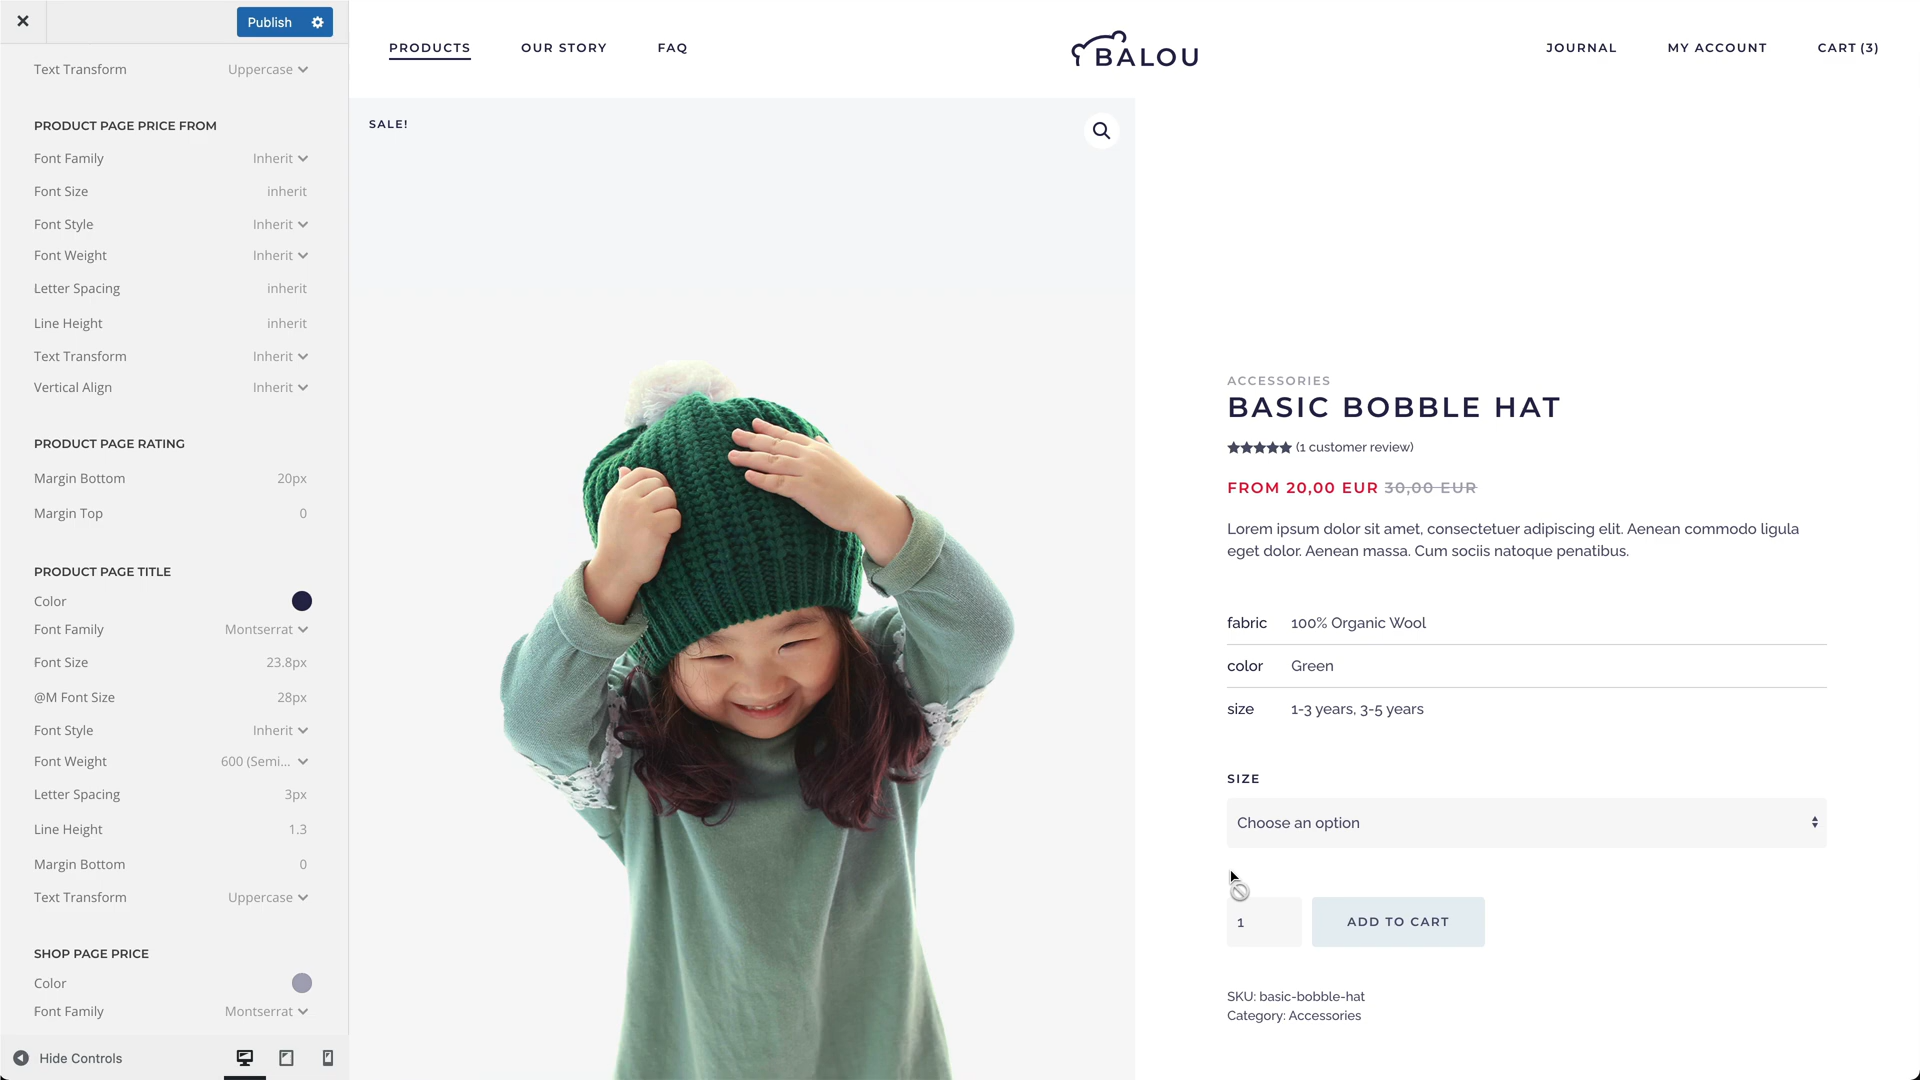 Publish
Text Transform Uppercase
PRODUCT PAGE PRICE FROM
Font Family Inherit
Font Size inherit
Font Style Inherit
Font Weight Inherit
Letter Spacing inherit
Line Height inherit
Text Transform Inherit
Vertical Align Inherit
PRODUCT PAGE RATING
Margin Bottom 20px
Margin Top 0
PRODUCT PAGE TITLE
Color
Font Family Montserrat
Font Size 23.8px
@M Font Size 28px
Font Style Inherit
Font Weight 600 (Semi...
Letter Spacing 3px
Line Height 1.3
Margin Bottom 0
Text Transform Uppercase
SHOP PAGE PRICE
Color
Font Family Montserrat
Hide Controls
PRODUCTS OUR STORY FAQ
BALOU
JOURNAL MY ACCOUNT CART (3)
SALE!
ACCESSORIES
BASIC BOBBLE HAT
(1 customer review)
FROM 20,00 EUR 30,00 EUR
Lorem ipsum dolor sit amet, consectetuer adipiscing elit. Aenean commodo ligula
eget dolor. Aenean massa. Cum sociis natoque penatibus.
fabric 100% Organic Wool
color Green
size 1-3 years, 3-5 years
SIZE
Choose an option
1 ADD TO CART
SKU: basic-bobble-hat
Category: Accessories